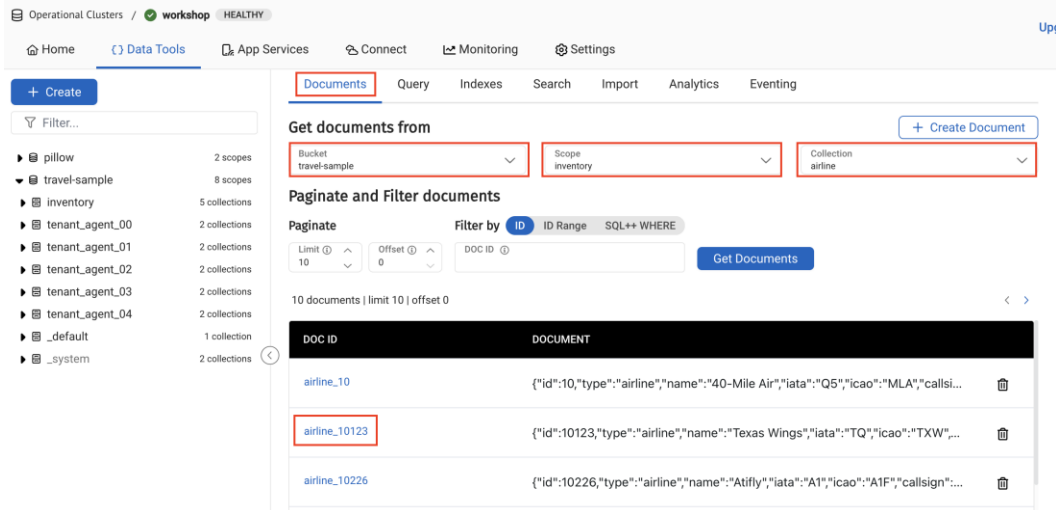 Operational Clusters / workshop HEALTHY
Home Data Tools App Services Connect Monitoring Settings
+ Create
Filter...
pillow 2 scopes
travel-sample 8 scopes
inventory 5 collections
tenant_agent_00 2 collections
tenant_agent_01 2 collections
tenant_agent_02 2 collections
tenant_agent_03 2 collections
tenant_agent_04 2 collections
_default 1 collection
_system 2 collections
Documents Query Indexes Search Import Analytics Eventing
Get documents from
+ Create Document
Bucket
travel-sample
Scope
inventory
Collection
airline
Paginate and Filter documents
Paginate
Limit
10
Offset
0
Filter by ID ID Range SQL++ WHERE
DOC ID
Get Documents
10 documents | limit 10 | offset 0
DOC ID DOCUMENT
airline_10 {"id":10,"type":"airline","name":"40-Mile Air","iata":"Q5","icao":"MLA","callsi...
airline_10123 {"id":10123,"type":"airline","name":"Texas Wings","iata":"TQ","icao":"TXW",...
airline_10226 {"id":10226,"type":"airline","name":"Atifly","iata":"A1","icao":"A1F","callsign":...